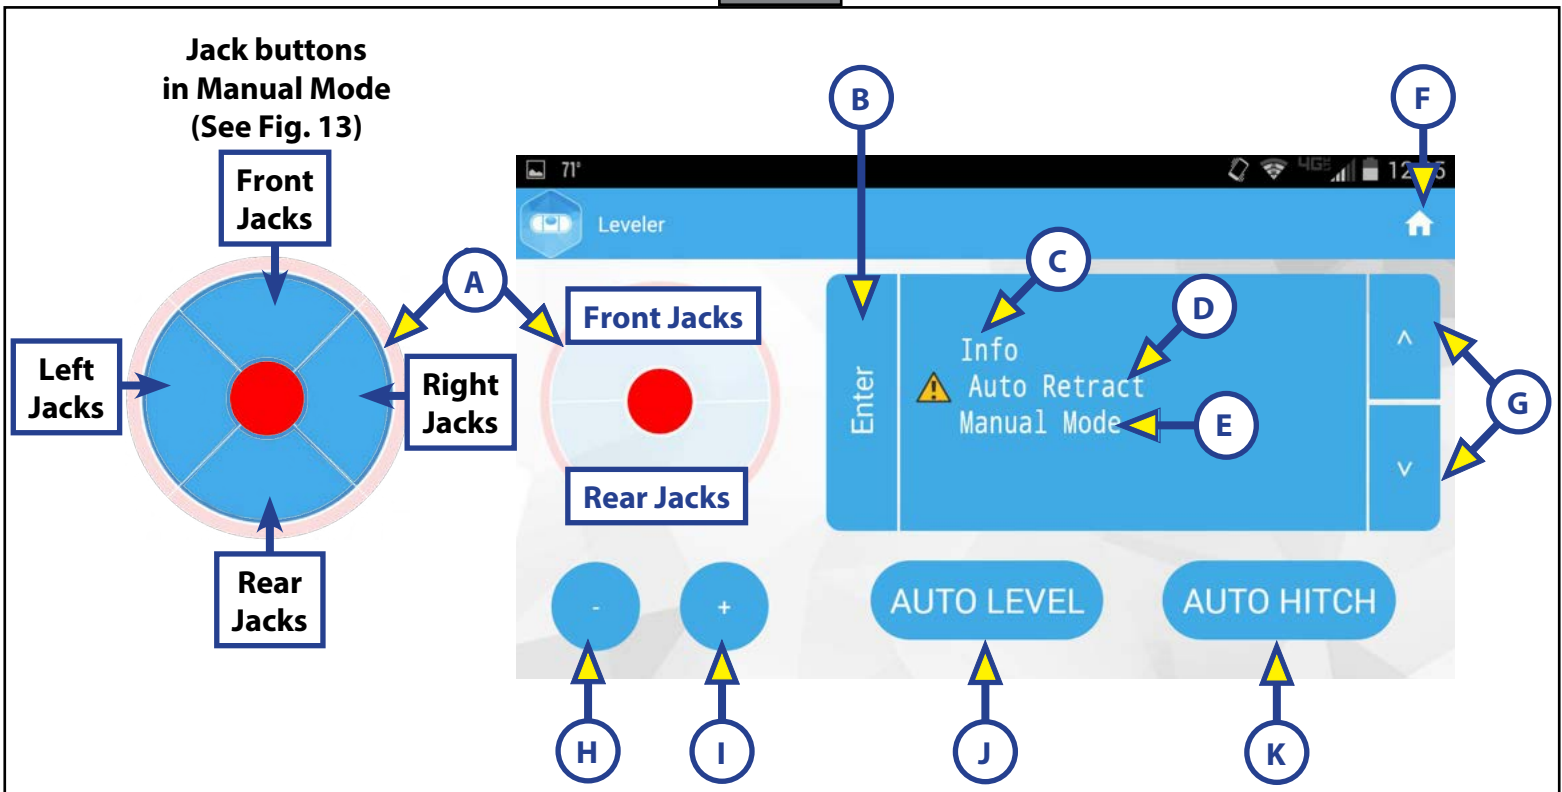 Jack buttons
in Manual Mode
(See Fig. 13)
Front
Jacks
Left
Jacks
Right
Jacks
Rear
Jacks
A
B
F
71°
4G
Leveler
C
D
Front Jacks
Rear Jacks
Enter
Info
Auto Retract
Manual Mode
E
^
v
G
-
+
AUTO LEVEL
AUTO HITCH
H
I
J
K